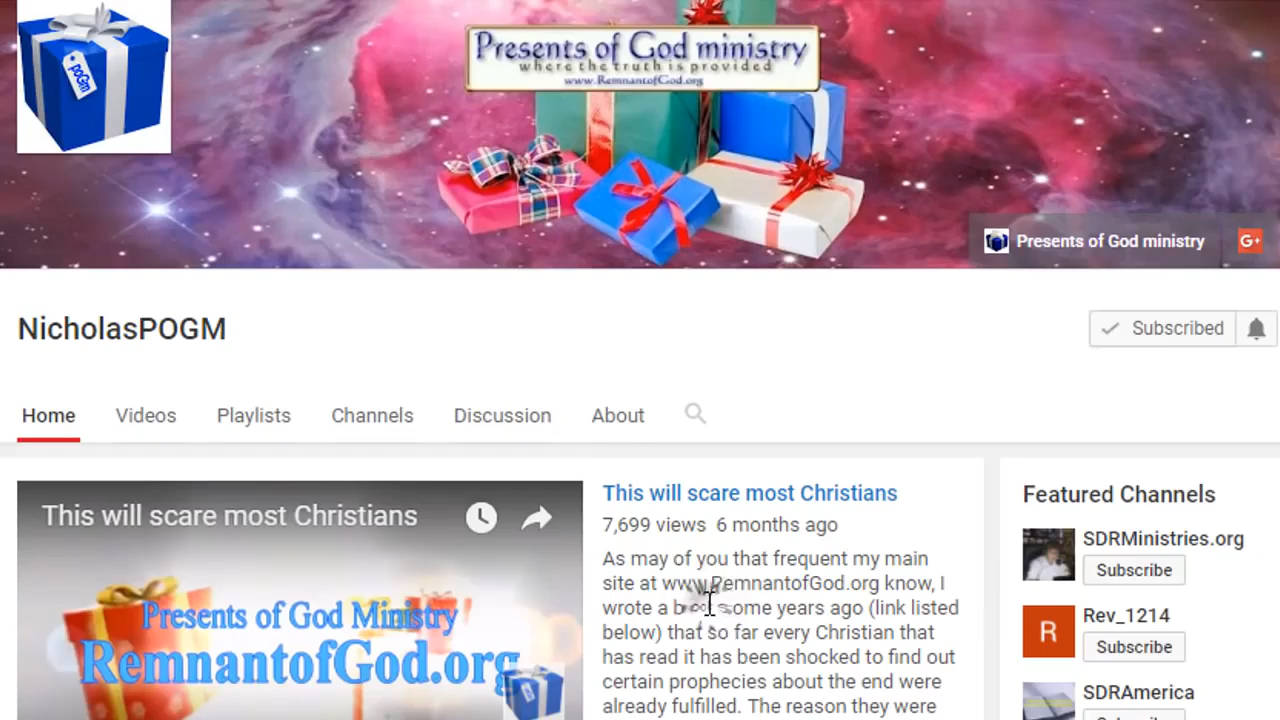 Presents of God ministry
where the truth is provided
www.RemnantofGod.org
poGm
Presents of God ministry
G+
NicholasPOGM
Subscribed
Home Videos Playlists Channels Discussion About
This will scare most Christians
Presents of God Ministry
RemnantofGod.org
This will scare most Christians
7,699 views 6 months ago
As may of you that frequent my main
site at www.RemnantofGod.org know, I
wrote a some years ago (link listed
below) that so far every Christian that
has read it has been shocked to find out
certain prophecies about the end were
already fulfilled. The reason they were
Featured Channels
SDRMinistries.org
Subscribe
R
Rev_1214
Subscribe
SDRAmerica